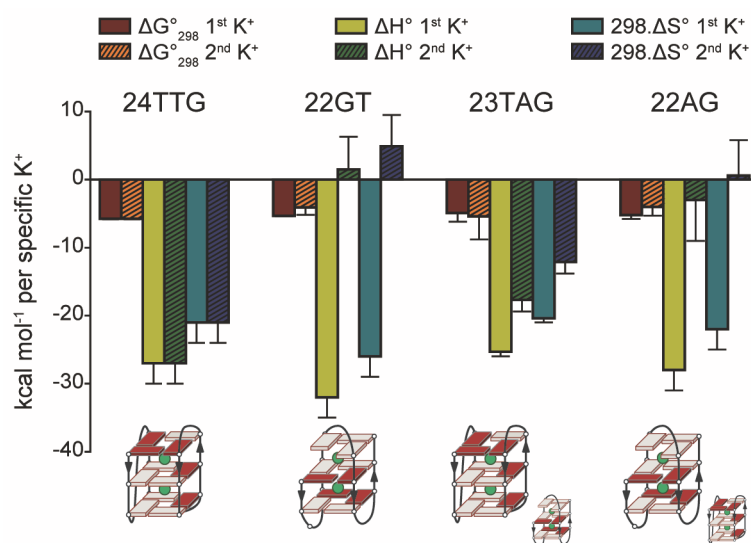 ΔG°298 1st K+ ΔH° 1st K+ 298.ΔS° 1st K+
ΔG°298 2nd K+ ΔH° 2nd K+ 298.ΔS° 2nd K+
24TTG 22GT 23TAG 22AG
kcal mol-1 per specific K+
10
0
-10
-20
-30
-40